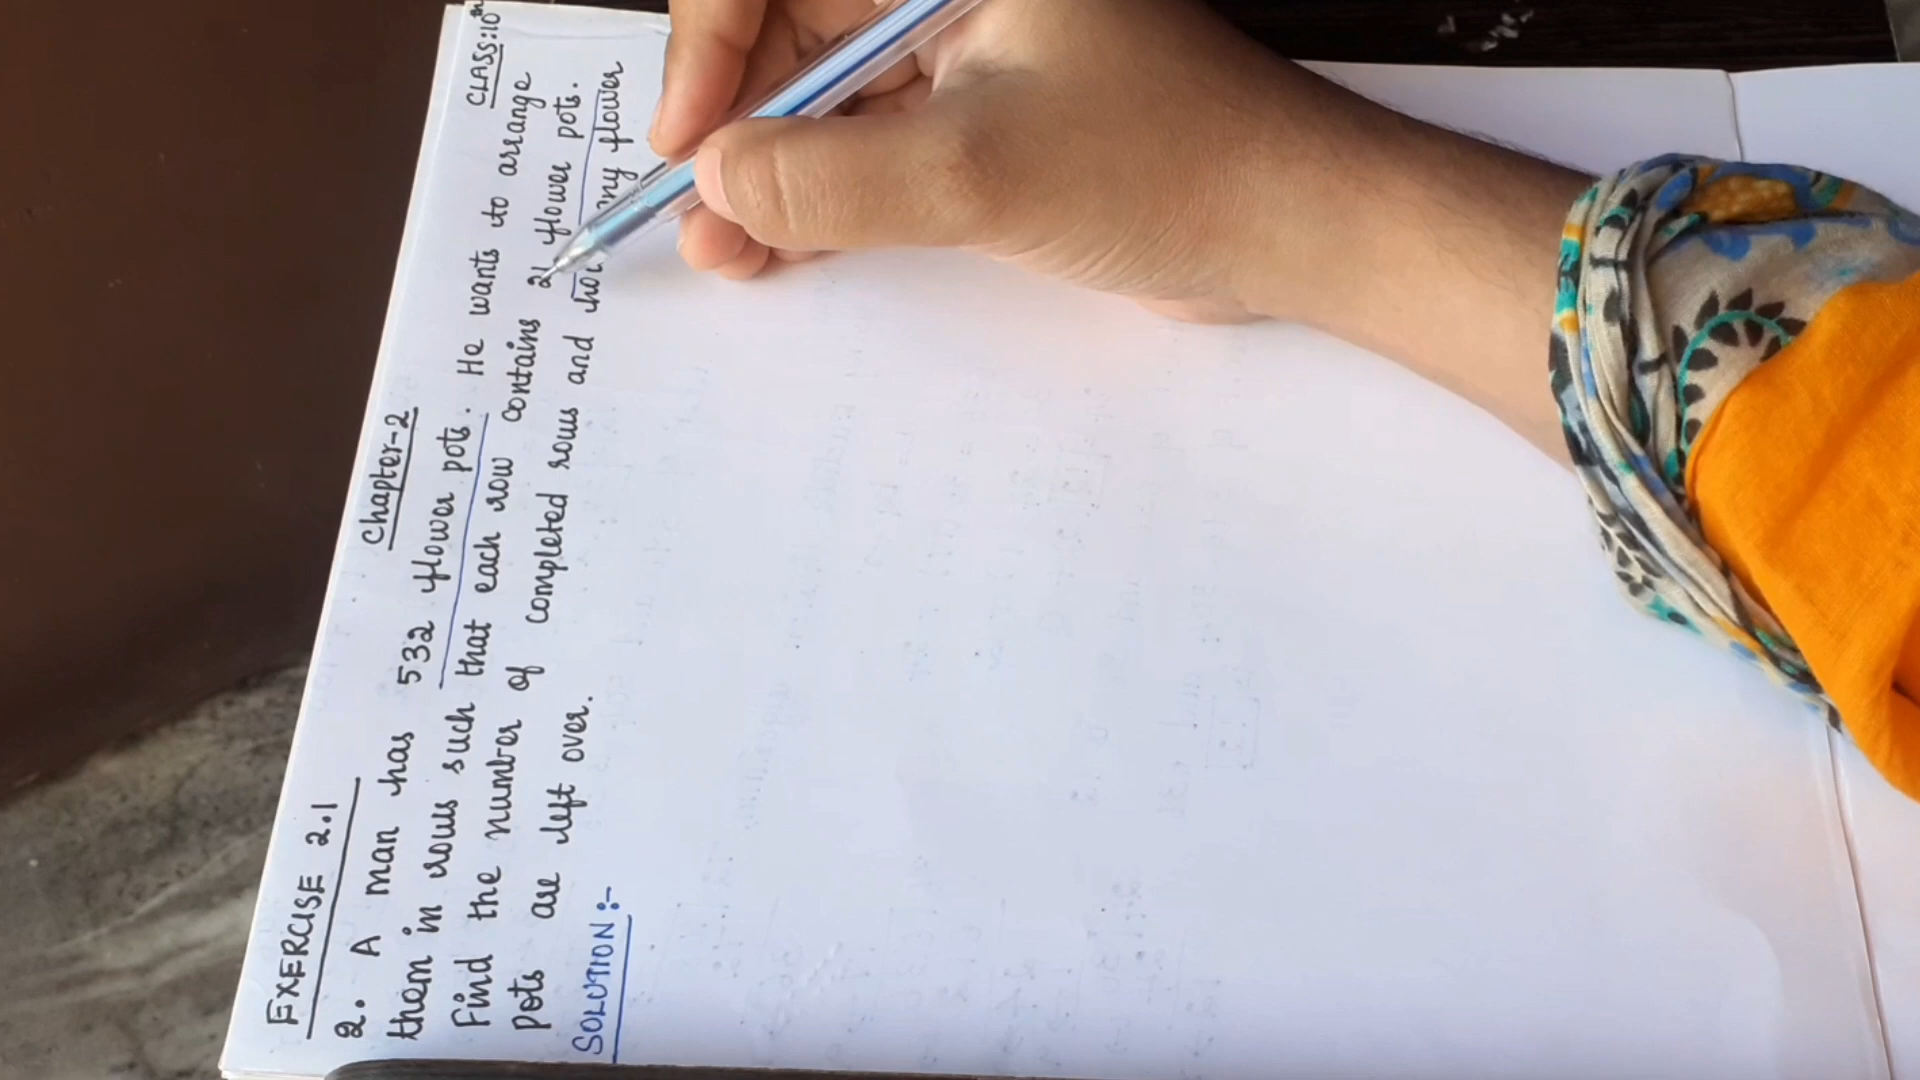 CLASS:10th
Chapter-2
EXERCISE 2.1
2. A man has 532 flower pots. He wants to arrange
them in rows such that each row contains 21 flower pots.
Find the number of completed rows and flower
pots are left over.
SOLUTION:-